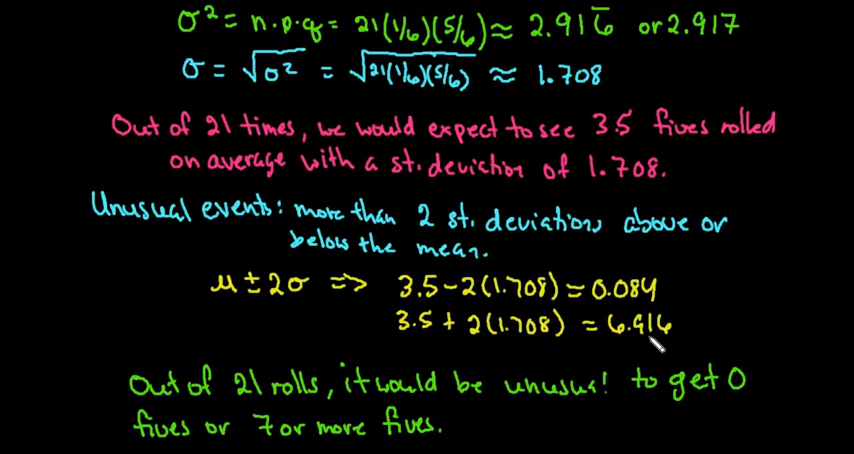 σ² = n.p.q = 21(1/6)(5/6) ≈ 2.916̅ or 2.917
σ = √σ² = √21(1/6)(5/6) ≈ 1.708
Out of 21 times, we would expect to see 3.5 fives rolled
on average with a st. deviation of 1.708.
Unusual events: more than 2 st. deviations above or
below the mean.
μ ± 2σ => 3.5 - 2(1.708) = 0.084
3.5 + 2(1.708) = 6.916
Out of 21 rolls, it would be unusual to get 0
fives or 7 or more fives.